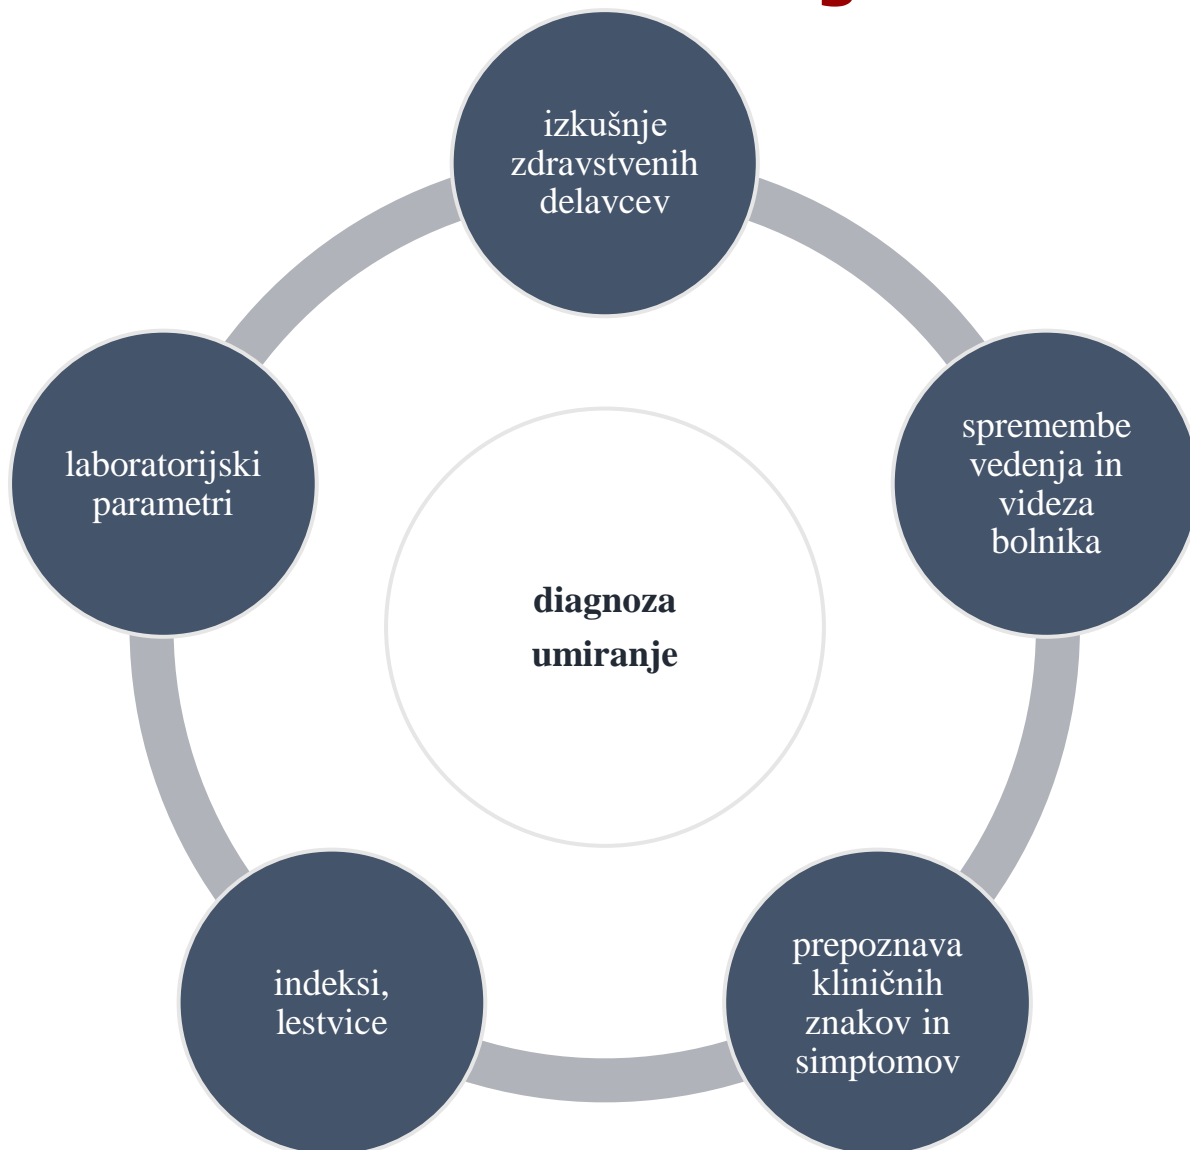 izkušnje
zdravstvenih
delavcev
spremembe
vedenja in
videza
bolnika
prepoznava
kliničnih
znakov in
simptomov
indeksi,
lestvice
laboratorijski
parametri
diagnoza
umiranje